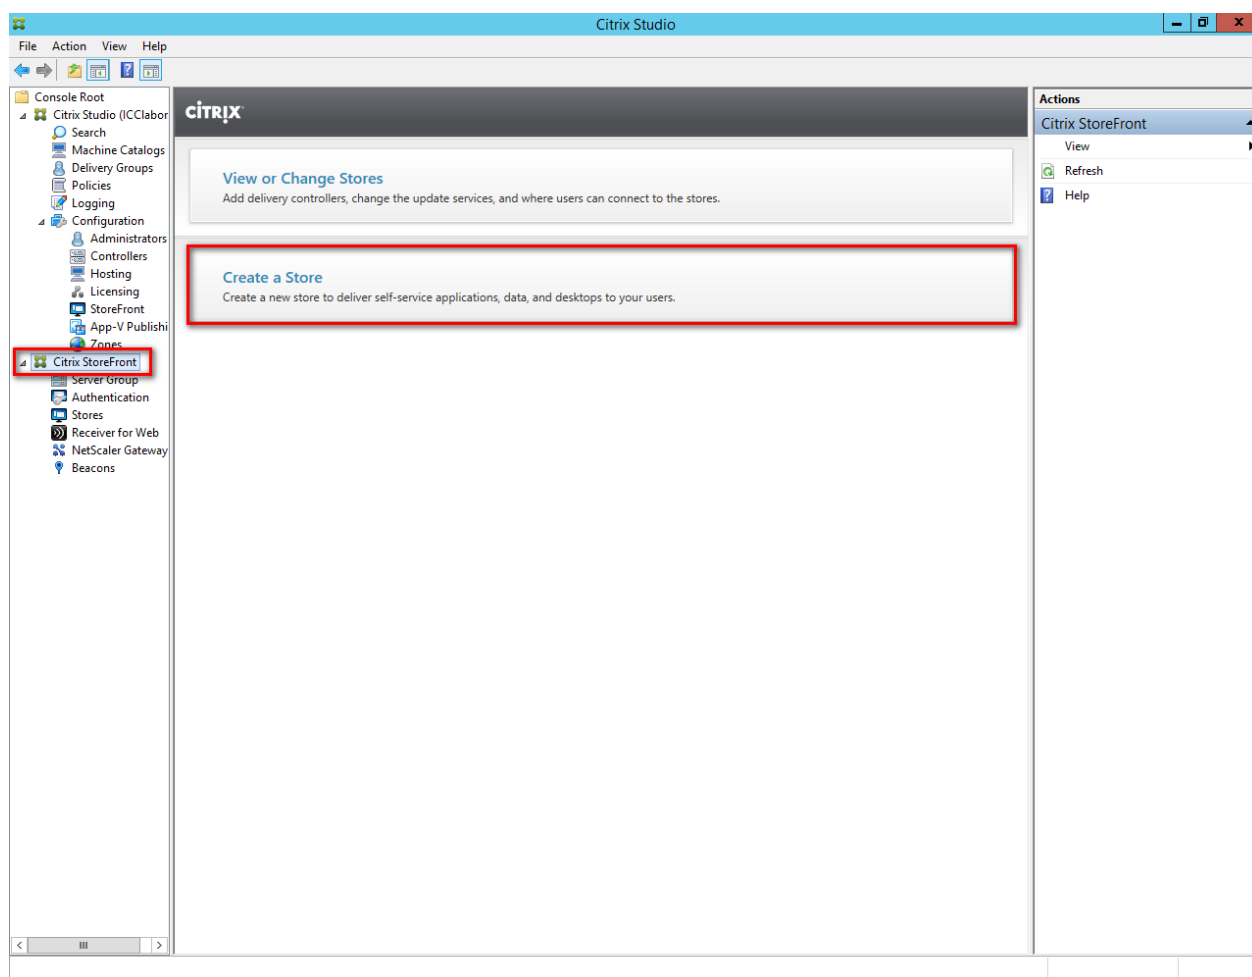 Citrix Studio
File Action View Help
Console Root
Citrix Studio (ICClabor
Search
Machine Catalogs
Delivery Groups
Policies
Logging
Configuration
Administrators
Controllers
Hosting
Licensing
StoreFront
App-V Publishi
Zones
Citrix StoreFront
Server Group
Authentication
Stores
Receiver for Web
NetScaler Gateway
Beacons
CİTRỊX
View or Change Stores
Add delivery controllers, change the update services, and where users can connect to the stores.
Create a Store
Create a new store to deliver self-service applications, data, and desktops to your users.
Actions
Citrix StoreFront
View
Refresh
Help